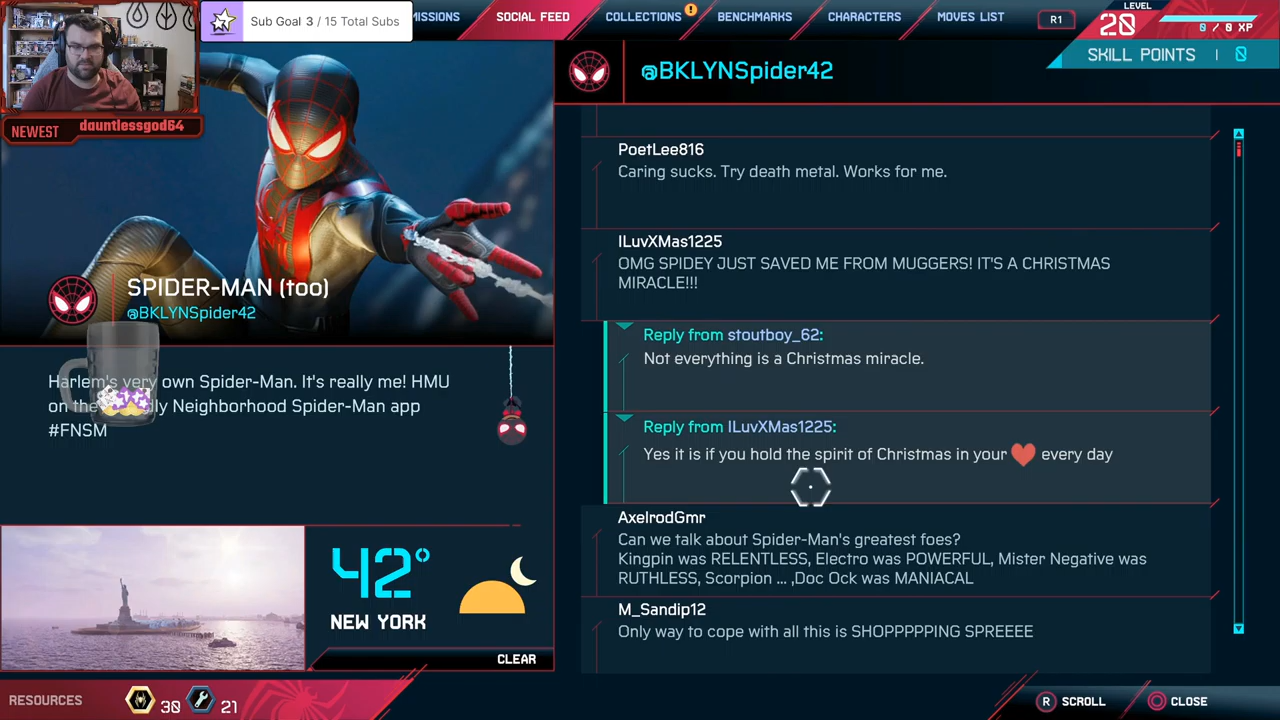 Sub Goal 3 / 15 Total Subs
MISSIONS
SOCIAL FEED
COLLECTIONS
!
BENCHMARKS
CHARACTERS
MOVES LIST
R1
LEVEL
20
0 / 0 XP
SKILL POINTS | 0
NEWEST
dauntlessgod64
@BKLYNSpider42
PoetLee816
Caring sucks. Try death metal. Works for me.
ILuvXMas1225
OMG SPIDEY JUST SAVED ME FROM MUGGERS! IT'S A CHRISTMAS
MIRACLE!!!
Reply from stoutboy_62:
Not everything is a Christmas miracle.
Reply from ILuvXMas1225:
Yes it is if you hold the spirit of Christmas in your ❤ every day
AxelrodGmr
Can we talk about Spider-Man's greatest foes?
Kingpin was RELENTLESS, Electro was POWERFUL, Mister Negative was
RUTHLESS, Scorpion ... ,Doc Ock was MANIACAL
M_Sandip12
Only way to cope with all this is SHOPPPPPING SPREEEE
SPIDER-MAN (too)
@BKLYNSpider42
Harlem's very own Spider-Man. It's really me! HMU
on the Neighborhood Spider-Man app
#FNSM
42°
NEW YORK
CLEAR
RESOURCES
30
21
R SCROLL
CLOSE